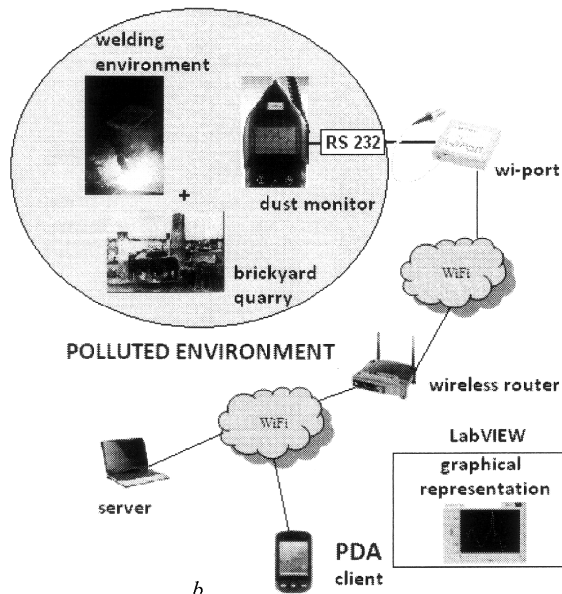 welding
environment
RS 232
wi-port
+
dust monitor
brickyard
quarry
WiFi
POLLUTED ENVIRONMENT
wireless router
WiFi
LabVIEW
graphical
representation
server
PDA
client
b